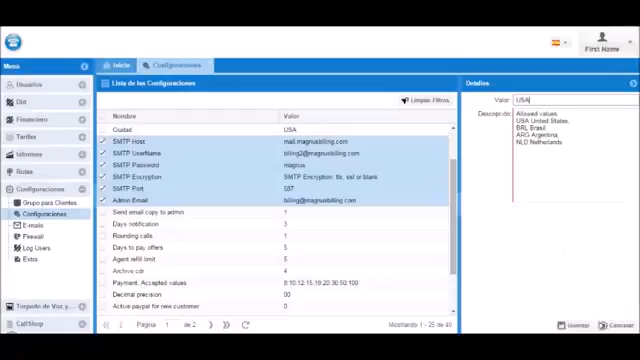 First Name
Menú
Inicio
Configuraciones
Usuarios
Did
Financiero
Tarifas
Informes
Rutas
Configuraciones
Grupo para Clientes
Configuraciones
E-mails
Firewall
Log Users
Extra
Torpedo de Voz y...
CallShop
Lista de las Configuraciones
Limpiar Filtros
Nombre Valor
Ciudad USA
SMTP Host mail.magnusbilling.com
SMTP UserName billing2@magnusbilling.com
SMTP Password magnus
SMTP Encryption SMTP Encryption: tls, ssl or blank
SMTP Port 587
Admin Email billing@magnusbilling.com
Send email copy to admin 1
Days notification 3
Rounding calls 1
Days to pay offers 5
Agent refill limit 5
Archive cdr 4
Payment. Accepted values 8:10:12:15:18:20:30:50:100
Decimal precision 00
Active paypal for new customer 0
Página 1 de 2
Mostrando 1 - 25 de 40
Detalles
Valor: USA
Descripción: Allowed values
USA United States,
BRL Brasil,
ARG Argentina,
NLD Netherlands
Guardar
Cancelar